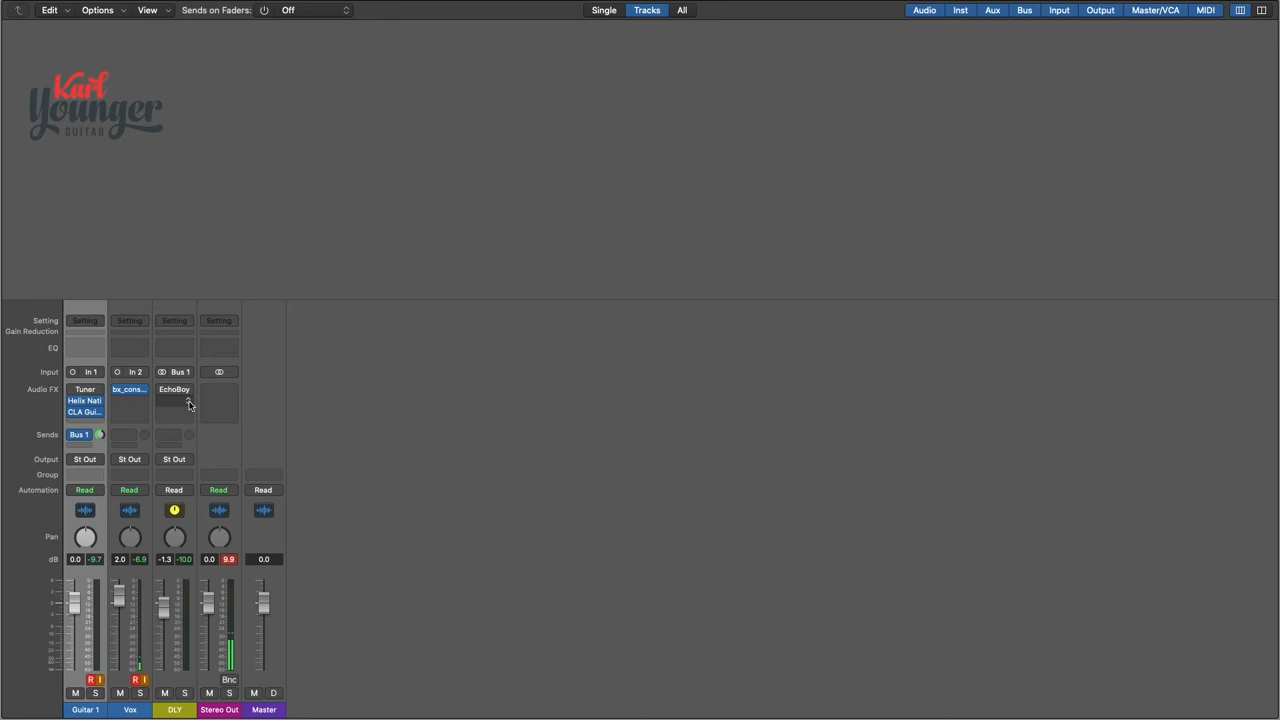 Edit Options View Sends on Faders: Off Single Tracks All Audio Inst Aux Bus Input Output Master/VCA MIDI
Karl
Younger
GUITAR
Setting Setting Setting Setting Setting
Gain Reduction
EQ
Input In 1 In 2 Bus 1
Audio FX Tuner bx_cons... EchoBoy
Helix Nati
CLA Gui...
Sends Bus 1
Output St Out St Out St Out
Group
Automation Read Read Read Read Read
Pan
dB 0.0 -9.7 2.0 -6.9 -1.3 -10.0 0.0 9.9 0.0
R I R I Bnc
M S M S M S M S M D
Guitar 1 Vox DLY Stereo Out Master